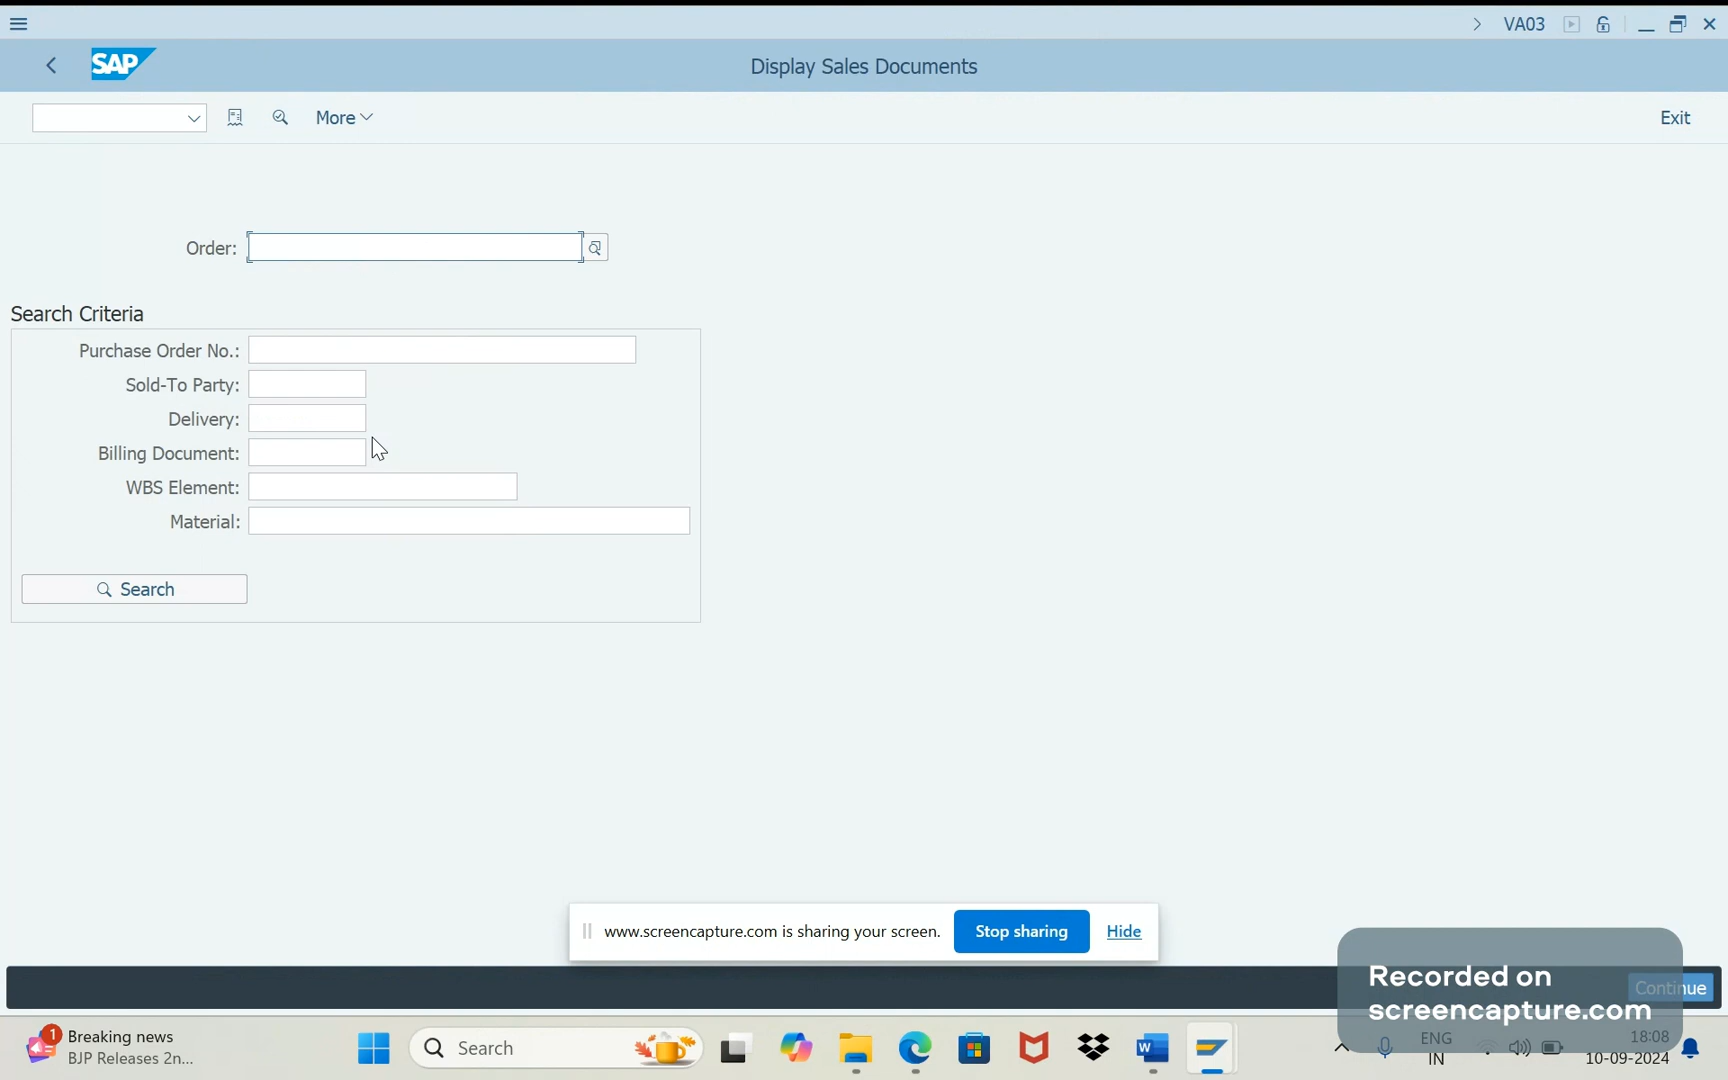 VA03
SAP
Display Sales Documents
More
Exit
Order:
Search Criteria
Purchase Order No.:
Sold-To Party:
Delivery:
Billing Document:
WBS Element:
Material:
Search
www.screencapture.com is sharing your screen.
Stop sharing
Hide
Continue
Recorded on
screencapture.com
1
Breaking news
BJP Releases 2n...
Search
W
ENG
IN
18:08
10-09-2024